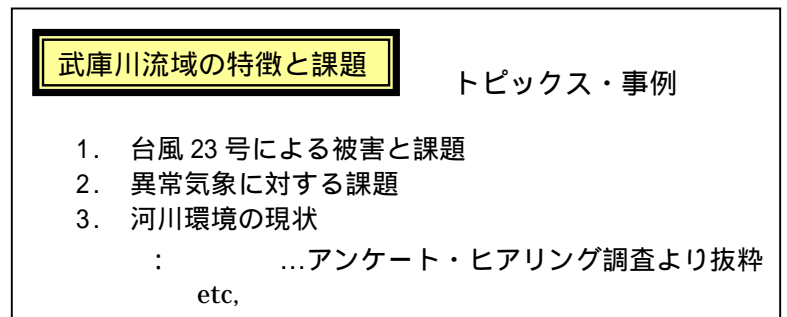 武庫川流域の特徴と課題
トピックス・事例
1. 台風 23 号による被害と課題
2. 異常気象に対する課題
3. 河川環境の現状
: …アンケート・ヒアリング調査より抜粋
etc,